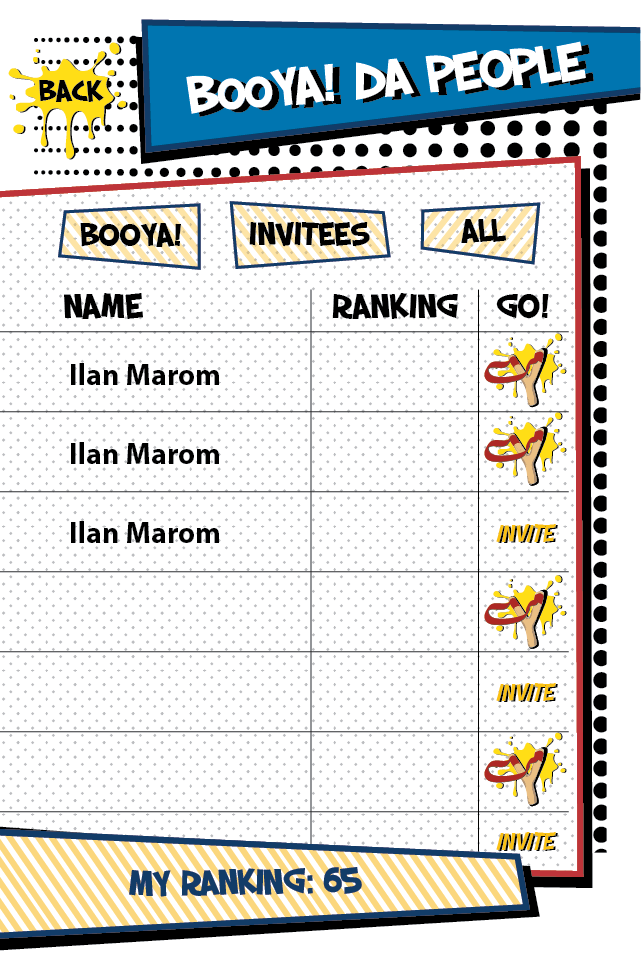 BACK
BOOYA! DA PEOPLE
BOOYA! INVITEES ALL
NAME RANKING GO!
Ilan Marom
Ilan Marom
Ilan Marom INVITE
INVITE
INVITE
MY RANKING: 65